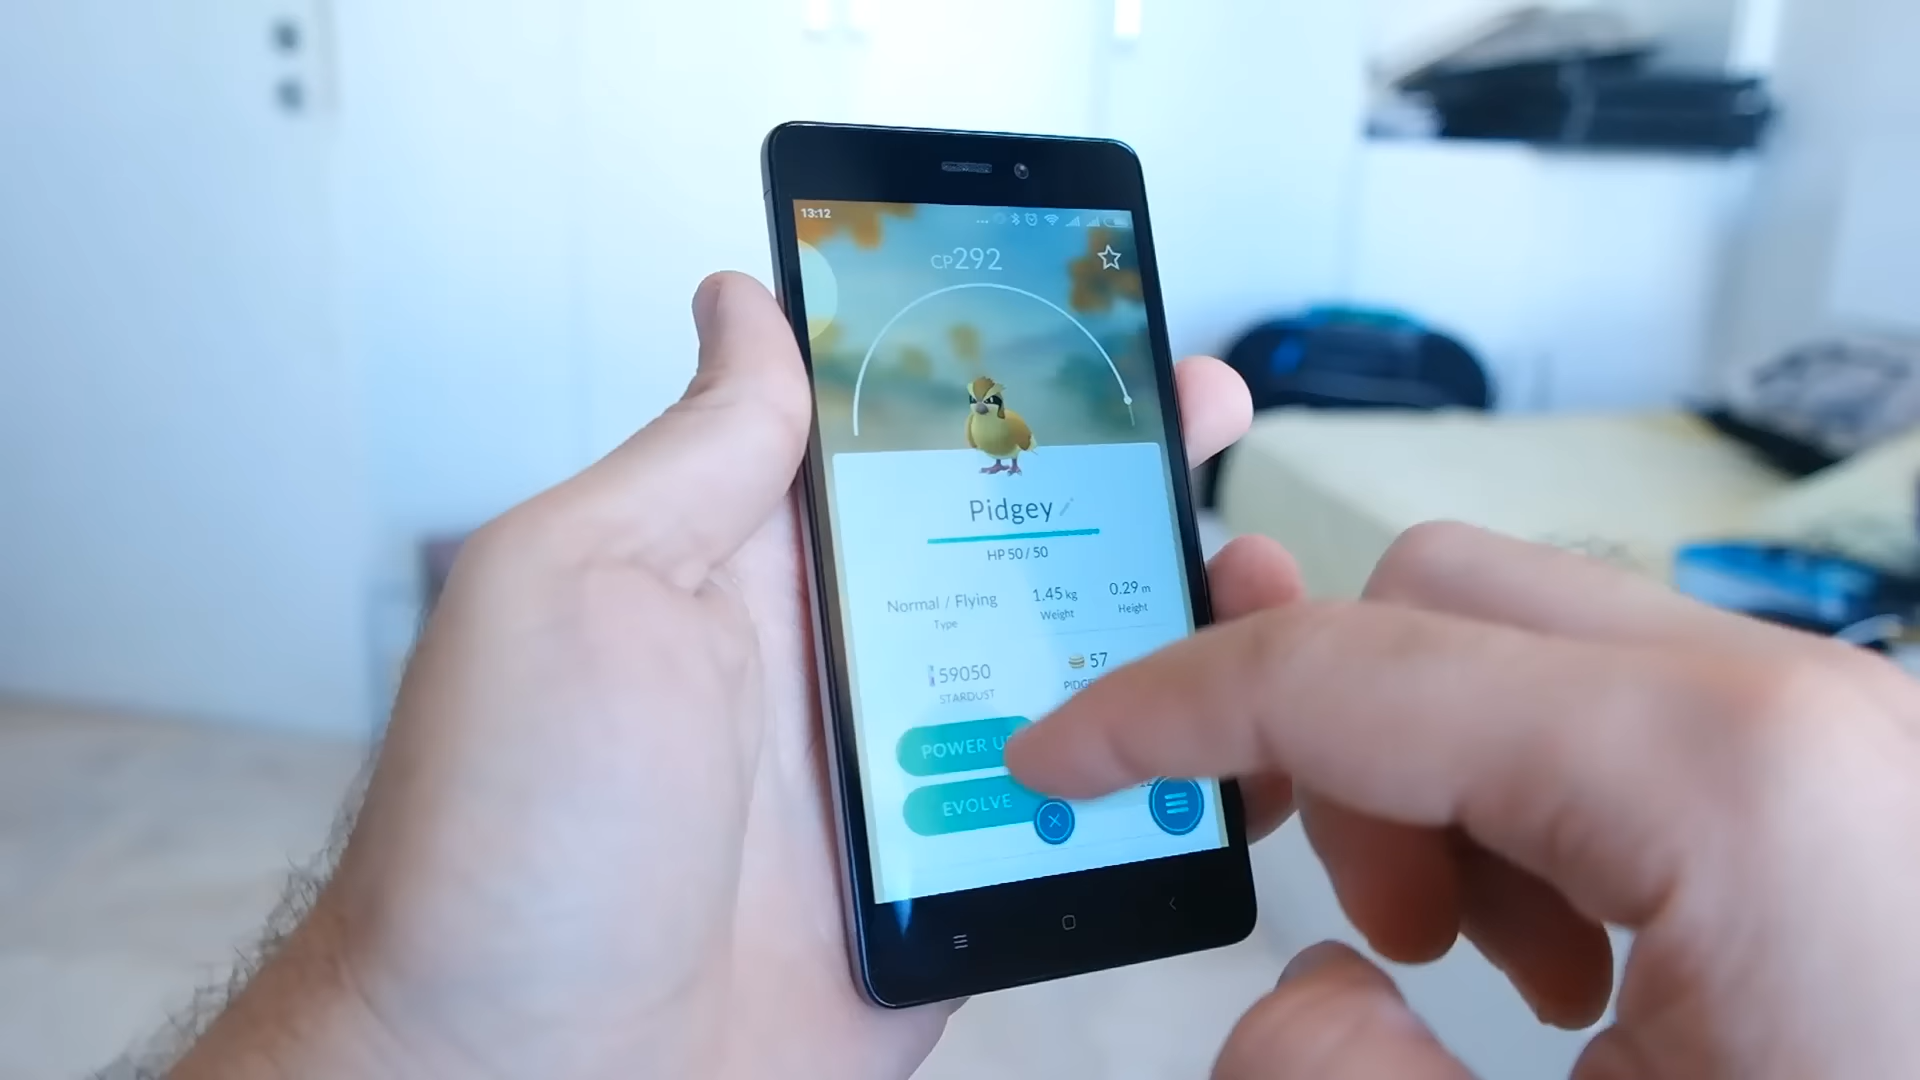 13:12
CP292
Pidgey
HP 50 / 50
Normal / Flying
Type
1.45 kg
Weight
0.29 m
Height
59050
STARDUST
57
POWER
EVOLVE